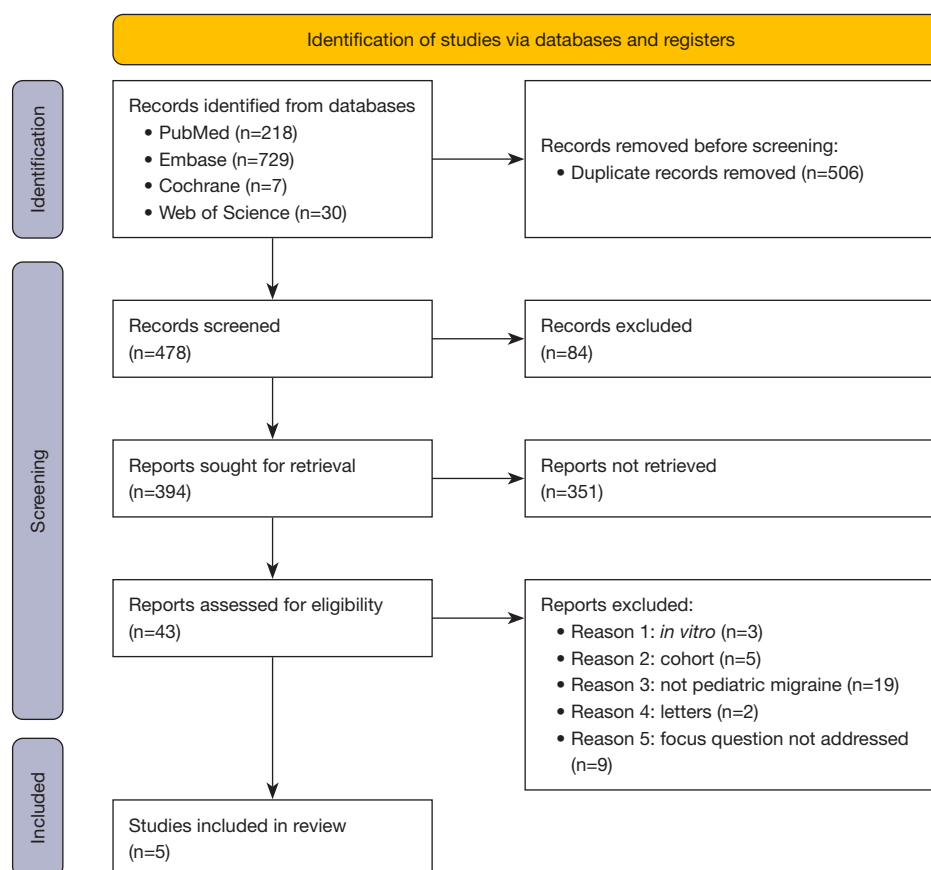 Identification of studies via databases and registers
Identification
Records identified from databases
• PubMed (n=218)
• Embase (n=729)
• Cochrane (n=7)
• Web of Science (n=30)
Records removed before screening:
• Duplicate records removed (n=506)
Screening
Records screened
(n=478)
Records excluded
(n=84)
Reports sought for retrieval
(n=394)
Reports not retrieved
(n=351)
Reports assessed for eligibility
(n=43)
Reports excluded:
• Reason 1: in vitro (n=3)
• Reason 2: cohort (n=5)
• Reason 3: not pediatric migraine (n=19)
• Reason 4: letters (n=2)
• Reason 5: focus question not addressed
(n=9)
Included
Studies included in review
(n=5)